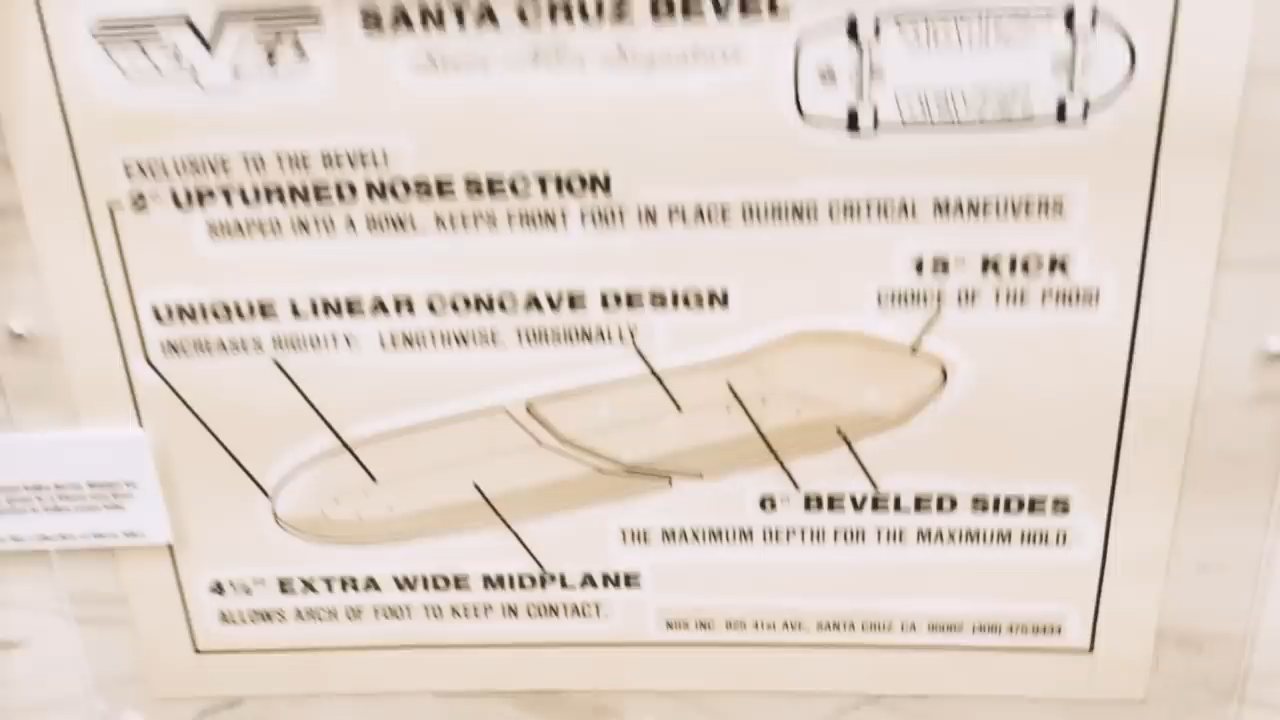 SANTA CRUZ BEVEL
EXCLUSIVE TO THE BEVEL!
UPTURNED NOSE SECTION
SHAPED INTO A BOWL, KEEPS FRONT FOOT IN PLACE DURING CRITICAL MANEUVERS.
KICK
CHOICE OF THE PROS!
UNIQUE LINEAR CONCAVE DESIGN
INCREASES RIGIDITY: LENGTHWISE, TORSIONALLY
6° BEVELED SIDES
THE MAXIMUM DEPTH FOR THE MAXIMUM HOLD.
EXTRA WIDE MIDPLANE
ALLOWS ARCH OF FOOT TO KEEP IN CONTACT.
41st AVE., SANTA CRUZ CA